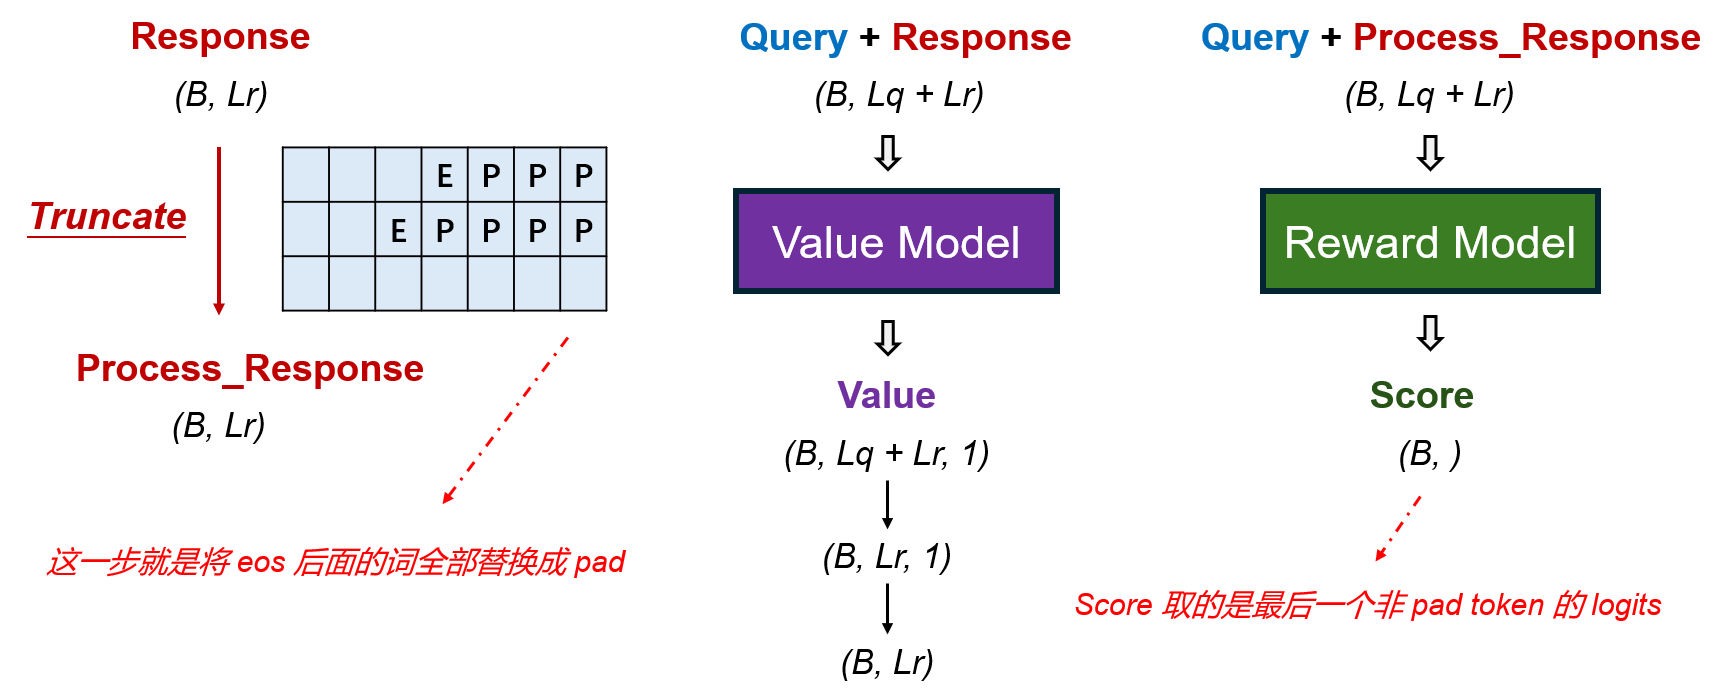 Response
(B, Lr)
Truncate
E P P P
E P P P P
Process_Response
(B, Lr)
这一步就是将 eos 后面的词全部替换成 pad
Query + Response
(B, Lq + Lr)
Value Model
Value
(B, Lq + Lr, 1)
(B, Lr, 1)
(B, Lr)
Query + Process_Response
(B, Lq + Lr)
Reward Model
Score
(B, )
Score 取的是最后一个非 pad token 的 logits